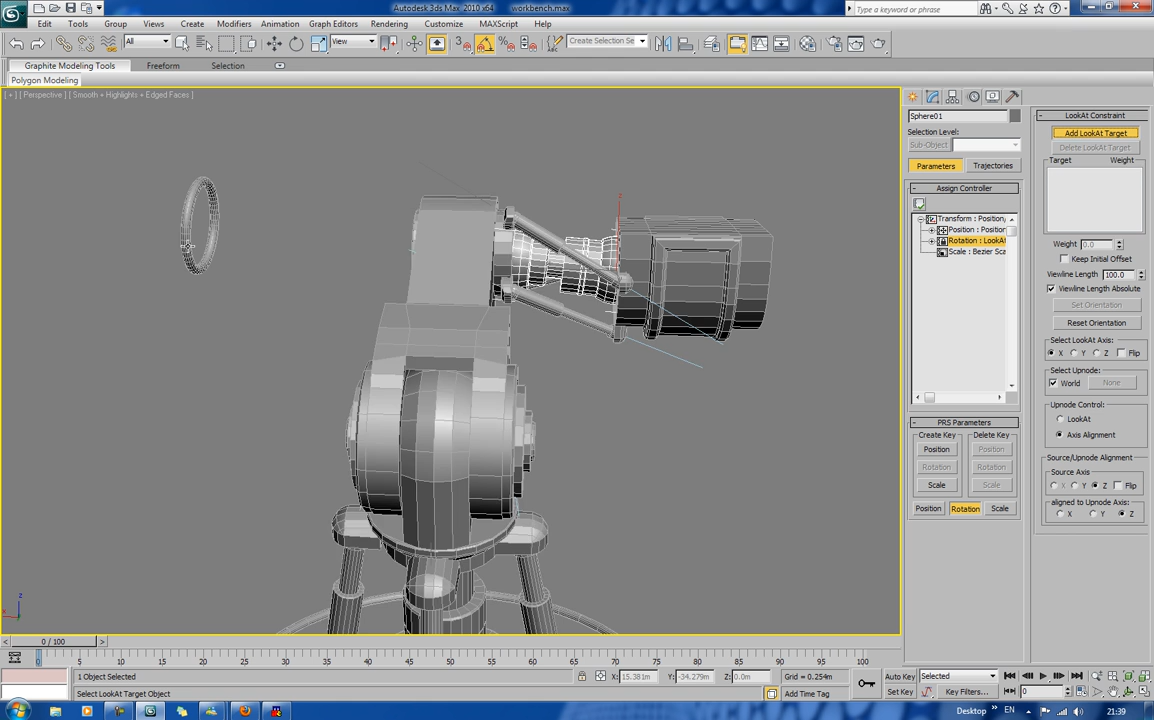 Autodesk 3ds Max 2010 x64 workbench.max
Type a keyword or phrase
Edit Tools Group Views Create Modifiers Animation Graph Editors Rendering Customize MAXScript Help
All View Create Selection Se
Graphite Modeling Tools Freeform Selection
Polygon Modeling
[ + ] [ Perspective ] [ Smooth + Highlights + Edged Faces ]
z
x
z
Sphere01
Selection Level:
Sub-Object
Parameters Trajectories
- Assign Controller
Transform : Position/
Position : Position
Rotation : LookAt
Scale : Bezier Sca
- PRS Parameters
Create Key Delete Key
Position Position
Rotation Rotation
Scale Scale
Position Rotation Scale
- LookAt Constraint
Add LookAt Target
Delete LookAt Target
Target Weight
Weight 0.0
Keep Initial Offset
Viewline Length 100.0
Viewline Length Absolute
Set Orientation
Reset Orientation
Select LookAt Axis:
X Y Z Flip
Select Upnode:
World None
Upnode Control:
LookAt
Axis Alignment
Source/Upnode Alignment
Source Axis
X Y Z Flip
aligned to Upnode Axis:
X Y Z
< 0 / 100 >
0 5 10 15 20 25 30 35 40 45 50 55 60 65 70 75 80 85 90 95 100
1 Object Selected X: 15.381m Y: -34.279m Z: 0.0m Grid = 0.254m Auto Key Selected
Select LookAt Target Object Add Time Tag Set Key Key Filters... 0
Desktop » EN 21:39